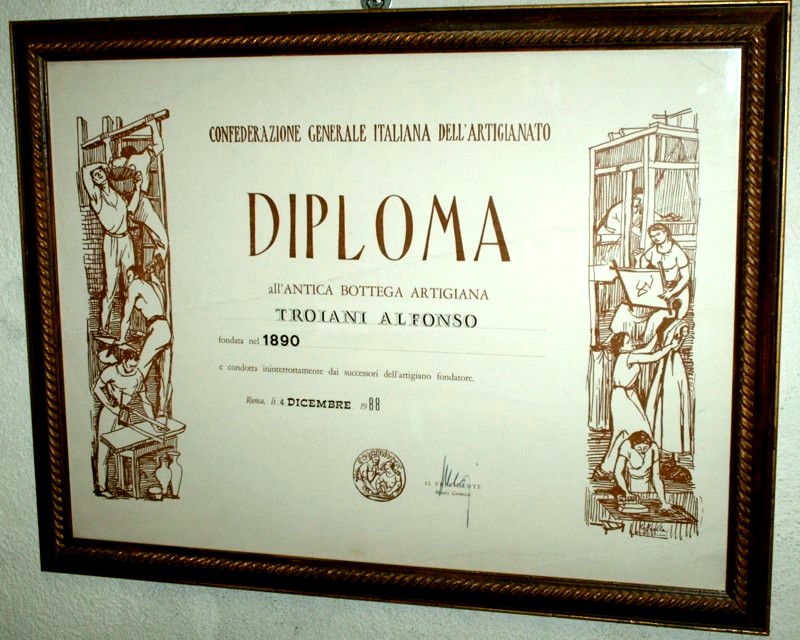 CONFEDERAZIONE GENERALE ITALIANA DELL'ARTIGIANATO
DIPLOMA
all'ANTICA BOTTEGA ARTIGIANA
TROIANI ALFONSO
fondata nel 1890
e condotta ininterrottamente dai successori dell'artigiano fondatore.
Roma, li 4 DICEMBRE 1988
IL PRESIDENTE